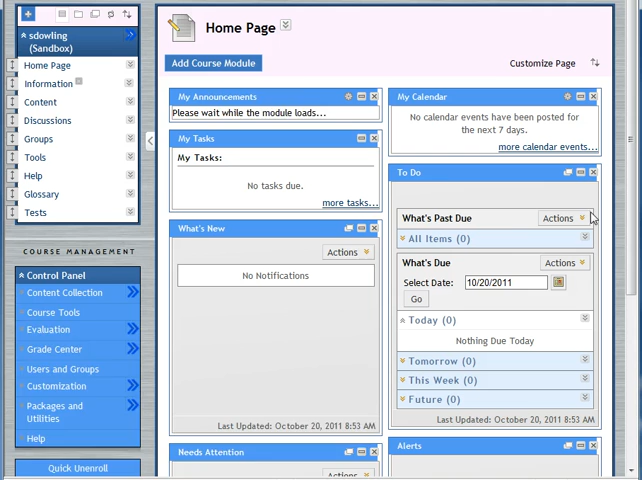 sdowling
(Sandbox)
Home Page
Information
Content
Discussions
Groups
Tools
Help
Glossary
Tests
COURSE MANAGEMENT
Control Panel
Content Collection
Course Tools
Evaluation
Grade Center
Users and Groups
Customization
Packages and
Utilities
Help
Quick Unenroll
Home Page
Add Course Module
Customize Page
My Announcements
Please wait while the module loads...
My Tasks
My Tasks:
No tasks due.
more tasks...
What's New
Actions
No Notifications
Last Updated: October 20, 2011 8:53 AM
Needs Attention
Actions
My Calendar
No calendar events have been posted for
the next 7 days.
more calendar events...
To Do
What's Past Due
Actions
All Items (0)
What's Due
Actions
Select Date:
10/20/2011
Go
Today (0)
Nothing Due Today
Tomorrow (0)
This Week (0)
Future (0)
Last Updated: October 20, 2011 8:53 AM
Alerts